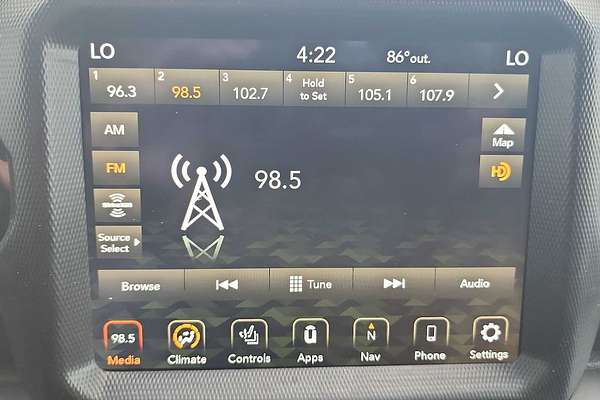 LO 4:22 86°out. LO
1 96.3 2 98.5 3 102.7 4 Hold to Set 5 105.1 6 107.9
AM
Map
FM
HD
98.5
Source
Select
Browse Tune Audio
98.5 N
Media Climate Controls Apps Nav Phone Settings